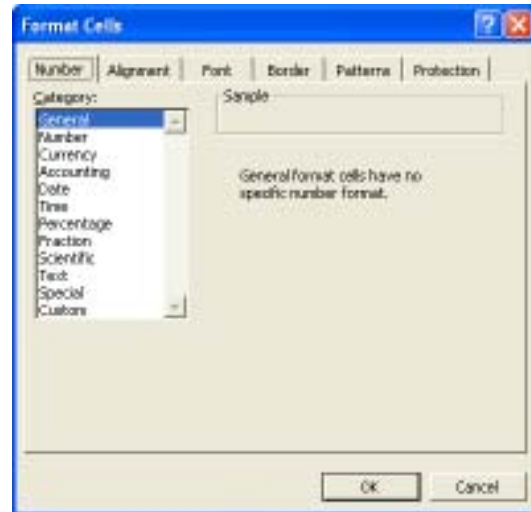 Format Cells
Number Alignment Font Border Patterns Protection
Category:
Sample
General
Number
Currency
Accounting
Date
Time
Percentage
Fraction
Scientific
Text
Special
Custom
General format cells have no
specific number format.
OK Cancel